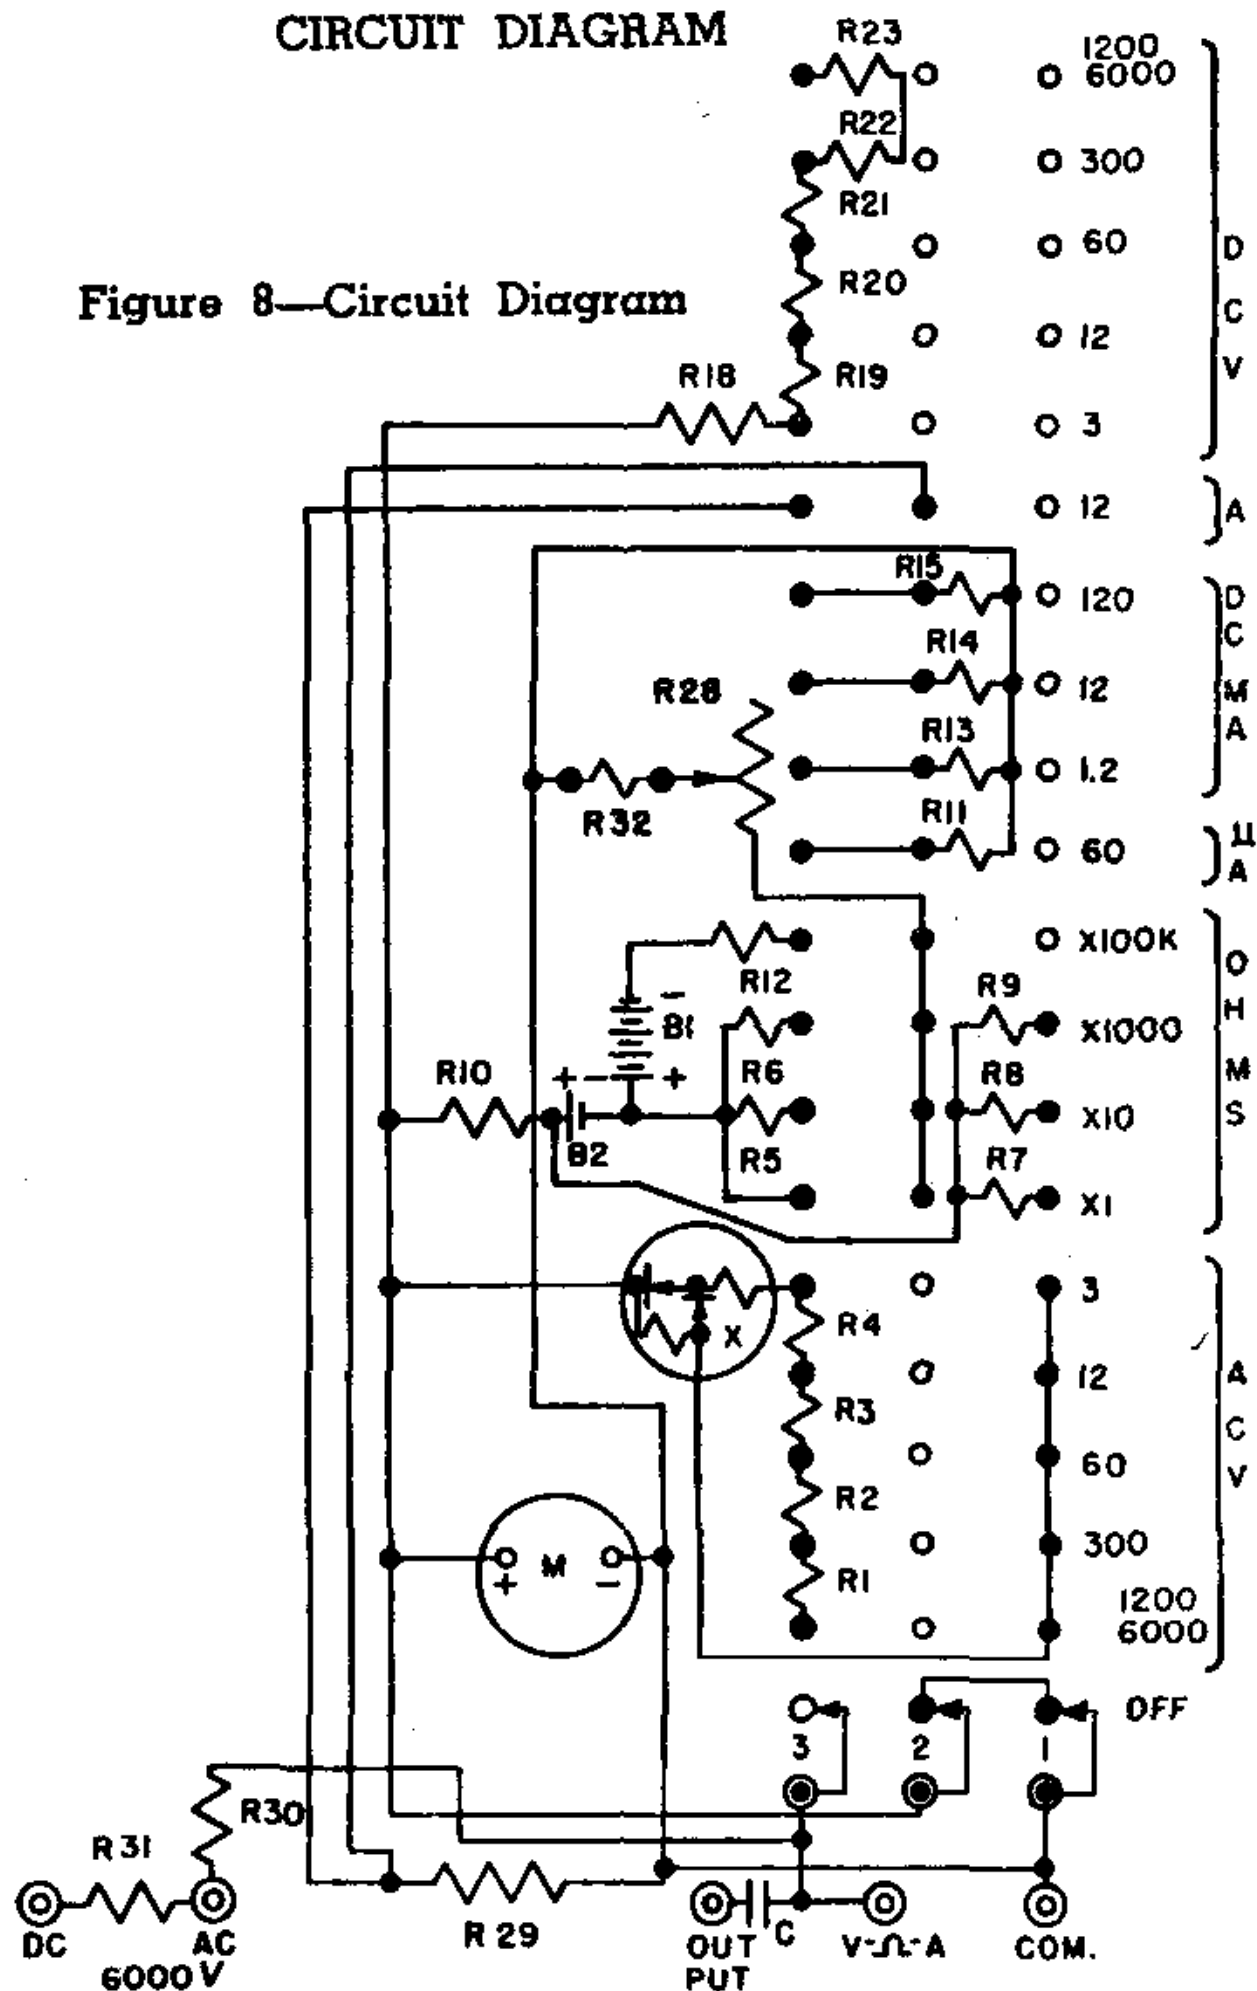 CIRCUIT DIAGRAM
R23
1200
6000
R22
300
R21
60
Figure 8—Circuit Diagram
R20
12
R18
R19
3
D
C
V
12
A
R15
120
R14
R28
12
R13
1.2
R32
R11
60
D
C
M
A
µ
A
X100K
R12
R9
B1
-
X1000
R10
+
-
+
R6
R8
X10
B2
R5
R7
X1
O
H
M
S
3
X
R4
12
R3
60
R2
M
+
-
300
R1
1200
6000
A
C
V
OFF
3
2
1
R30
R31
R29
C
DC
AC
6000V
OUT
PUT
V-Ω-A
COM.